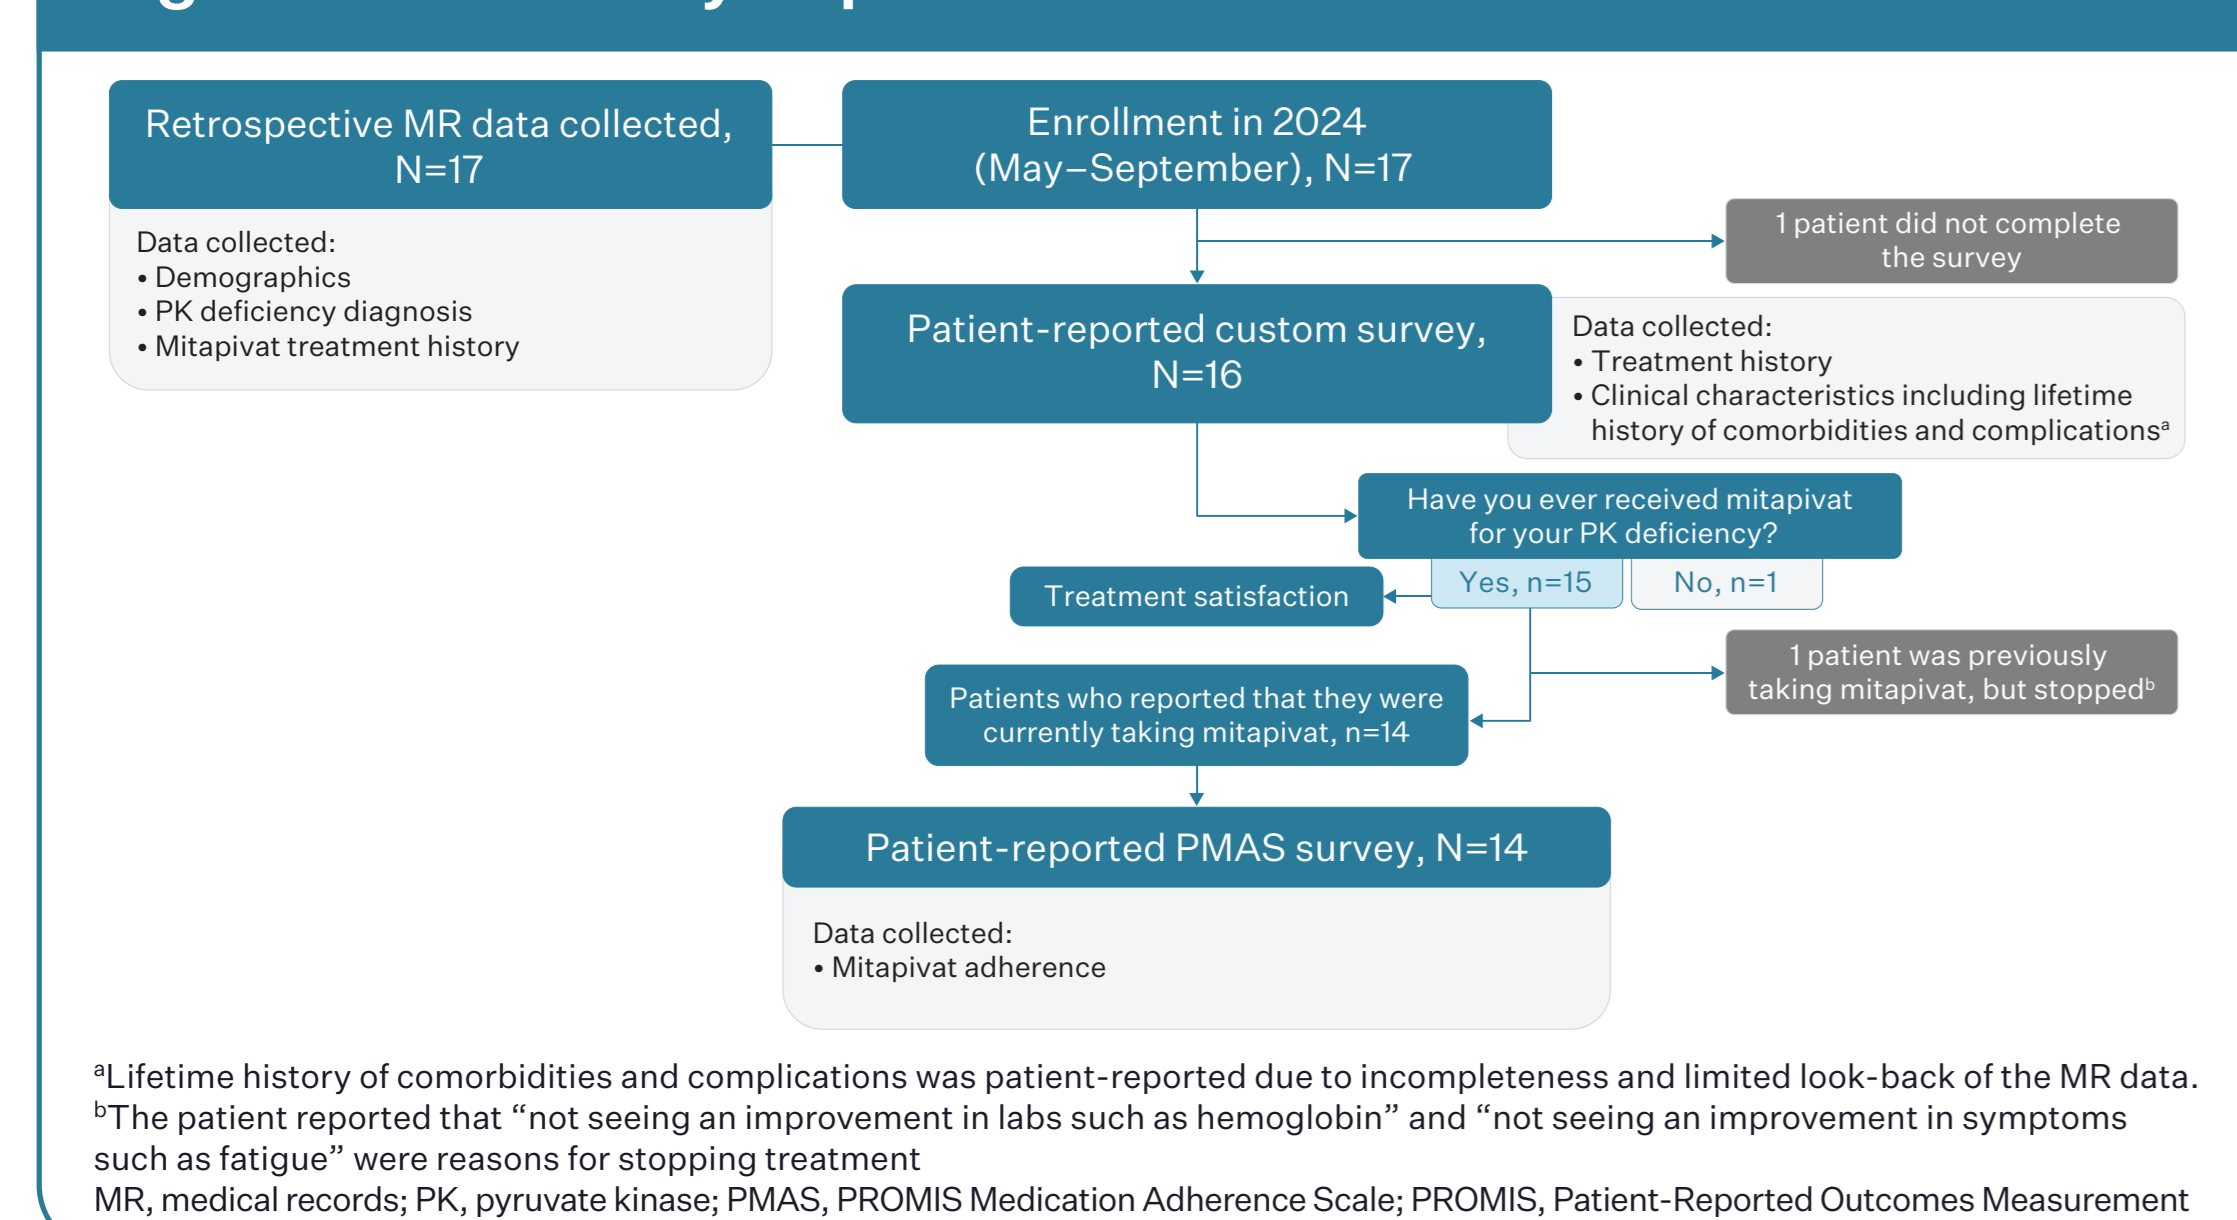 Retrospective MR data collected,
N=17
Data collected:
• Demographics
• PK deficiency diagnosis
• Mitapivat treatment history
Enrollment in 2024
(May–September), N=17
1 patient did not complete
the survey
Patient-reported custom survey,
N=16
Data collected:
• Treatment history
• Clinical characteristics including lifetime
history of comorbidities and complicationsᵃ
Have you ever received mitapivat
for your PK deficiency?
Yes, n=15
No, n=1
Treatment satisfaction
1 patient was previously
taking mitapivat, but stoppedᵇ
Patients who reported that they were
currently taking mitapivat, n=14
Patient-reported PMAS survey, N=14
Data collected:
• Mitapivat adherence
ᵃLifetime history of comorbidities and complications was patient-reported due to incompleteness and limited look-back of the MR data.
ᵇThe patient reported that “not seeing an improvement in labs such as hemoglobin” and “not seeing an improvement in symptoms
such as fatigue” were reasons for stopping treatment
MR, medical records; PK, pyruvate kinase; PMAS, PROMIS Medication Adherence Scale; PROMIS, Patient-Reported Outcomes Measurement